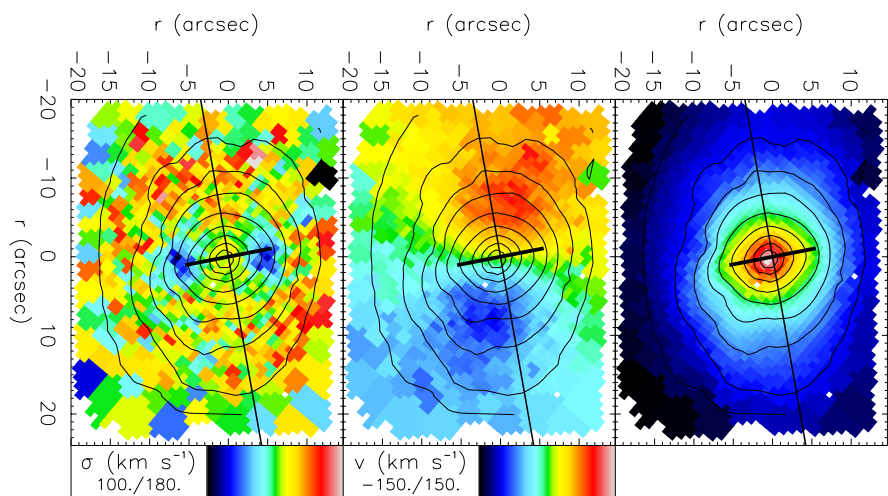 r (arcsec) r (arcsec) r (arcsec)
−20 −15 −10 −5 0 5 10 −20 −15 −10 −5 0 5 10 −20 −15 −10 −5 0 5 10
−20
−10
0
10
20
r (arcsec)
σ (km s⁻¹)
100./180.
v (km s⁻¹)
−150./150.